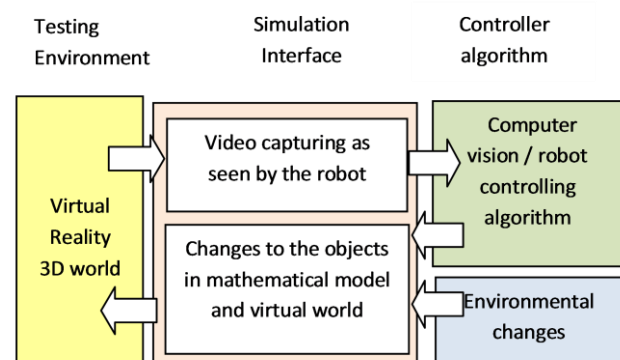 Testing
Environment
Simulation
Interface
Controller
algorithm
Virtual
Reality
3D world
Video capturing as
seen by the robot
Changes to the objects
in mathematical model
and virtual world
Computer
vision / robot
controlling
algorithm
Environmental
changes